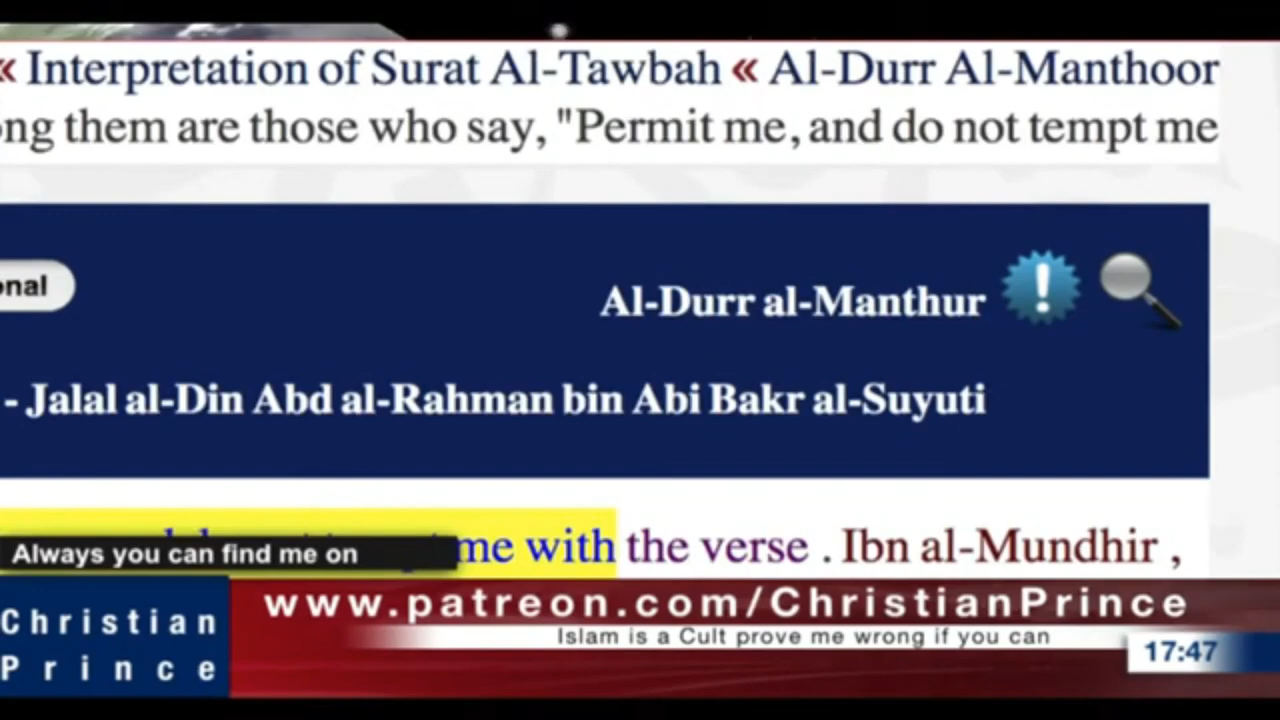 « Interpretation of Surat Al-Tawbah « Al-Durr Al-Manthoor
them are those who say, "Permit me, and do not tempt me
Al-Durr al-Manthur
- Jalal al-Din Abd al-Rahman bin Abi Bakr al-Suyuti
me with the verse . Ibn al-Mundhir ,
Always you can find me on
www.patreon.com/ChristianPrince
Christian
Prince
Islam is a Cult prove me wrong if you can
17:47